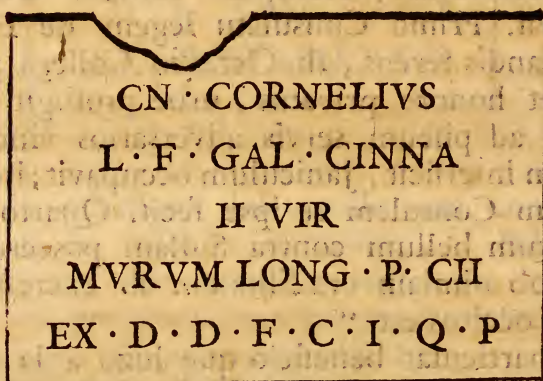 CN · CORNELIVS
L · F · GAL · CINNA
II VIR
MVRVM LONG · P · CII
EX · D · D · F · C · I · Q · P